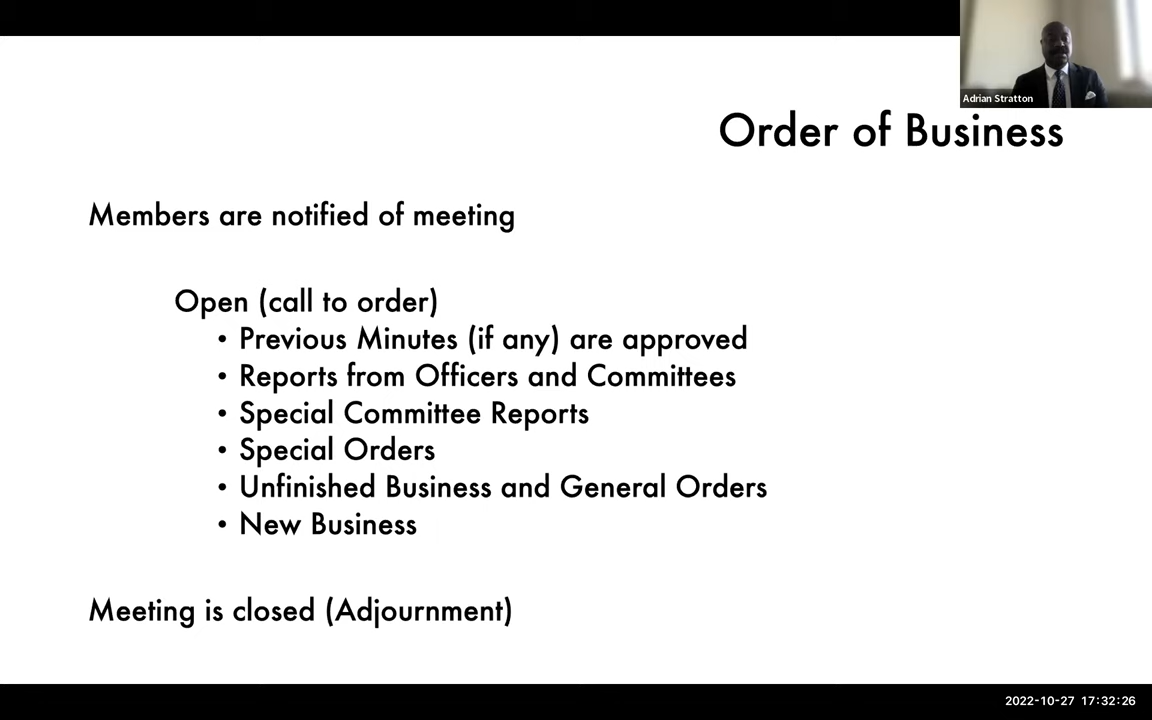 Adrian Stratton
Order of Business
Members are notified of meeting
Open (call to order)
• Previous Minutes (if any) are approved
• Reports from Officers and Committees
• Special Committee Reports
• Special Orders
• Unfinished Business and General Orders
• New Business
Meeting is closed (Adjournment)
2022-10-27 17:32:26